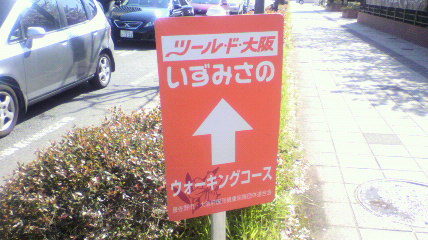 ツール・ド・大阪
いずみさの
ウォーキングコース